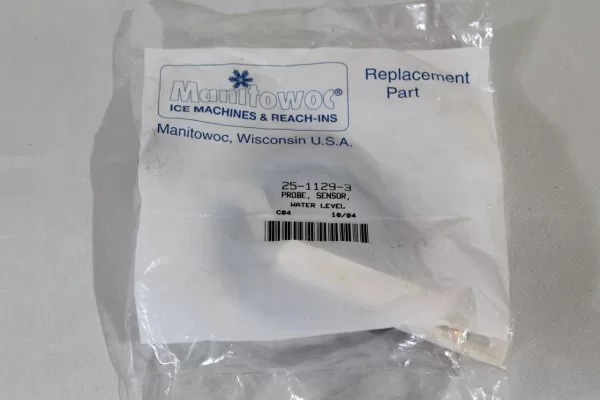 Manitowoc®
ICE MACHINES & REACH-INS
Manitowoc, Wisconsin U.S.A.
Replacement
Part
25-1129-3
PROBE, SENSOR,
WATER LEVEL
C04 10/04